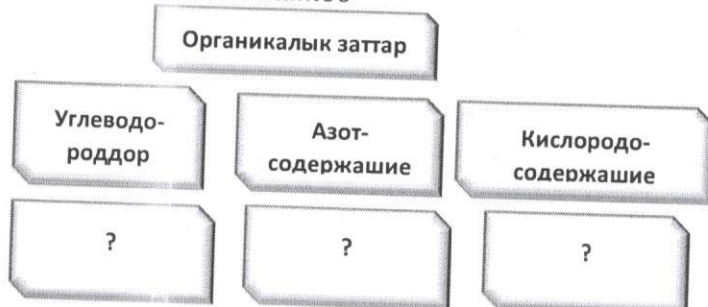 Органикалык заттар
Углеводо-
роддор
Азот-
содержашие
Кислородо-
содержашие
?
?
?